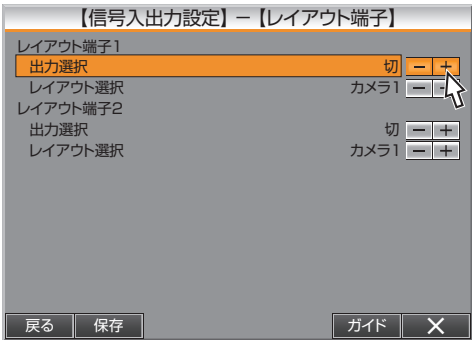 【信号入出力設定】－【レイアウト端子】
レイアウト端子1
出力選択 切 － ＋
レイアウト選択 カメラ1 － ＋
レイアウト端子2
出力選択 切 － ＋
レイアウト選択 カメラ1 － ＋
戻る 保存 ガイド ×